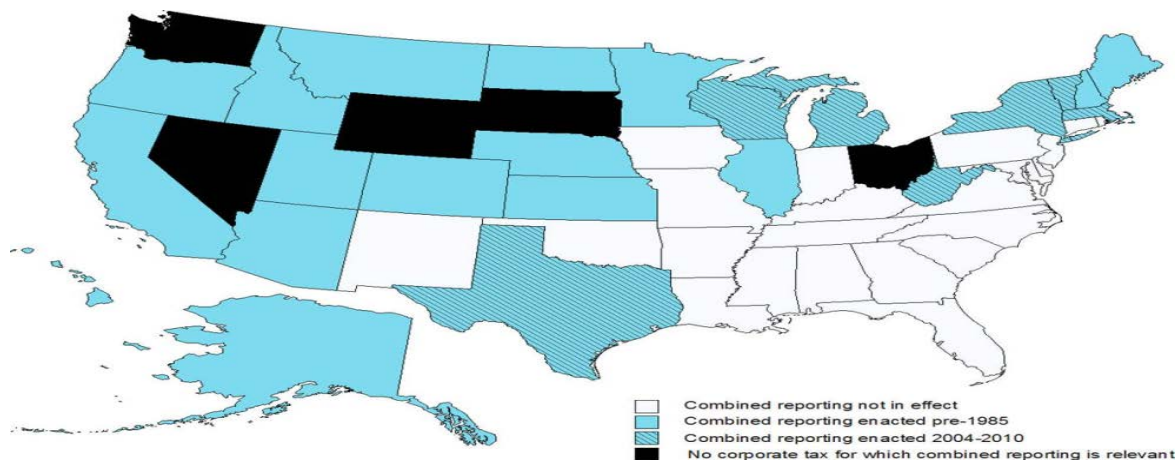 Combined reporting not in effect
Combined reporting enacted pre-1985
Combined reporting enacted 2004-2010
No corporate tax for which combined reporting is relevant